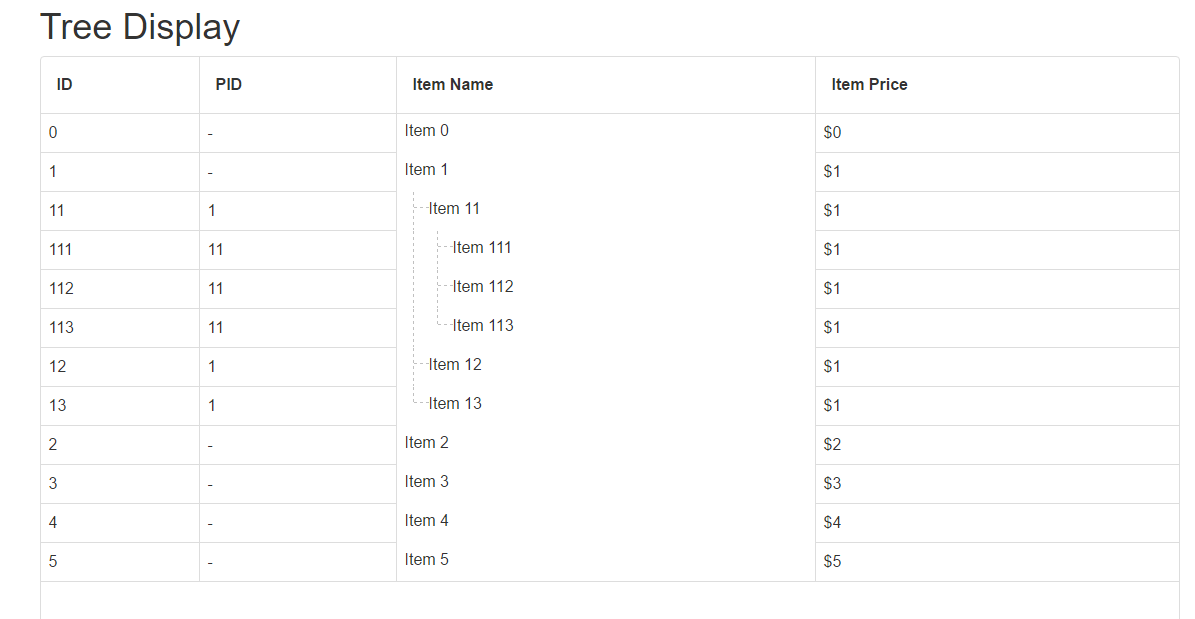 Tree Display
ID PID Item Name Item Price
0 - Item 0 $0
1 - Item 1 $1
11 1 Item 11 $1
111 11 Item 111 $1
112 11 Item 112 $1
113 11 Item 113 $1
12 1 Item 12 $1
13 1 Item 13 $1
2 - Item 2 $2
3 - Item 3 $3
4 - Item 4 $4
5 - Item 5 $5